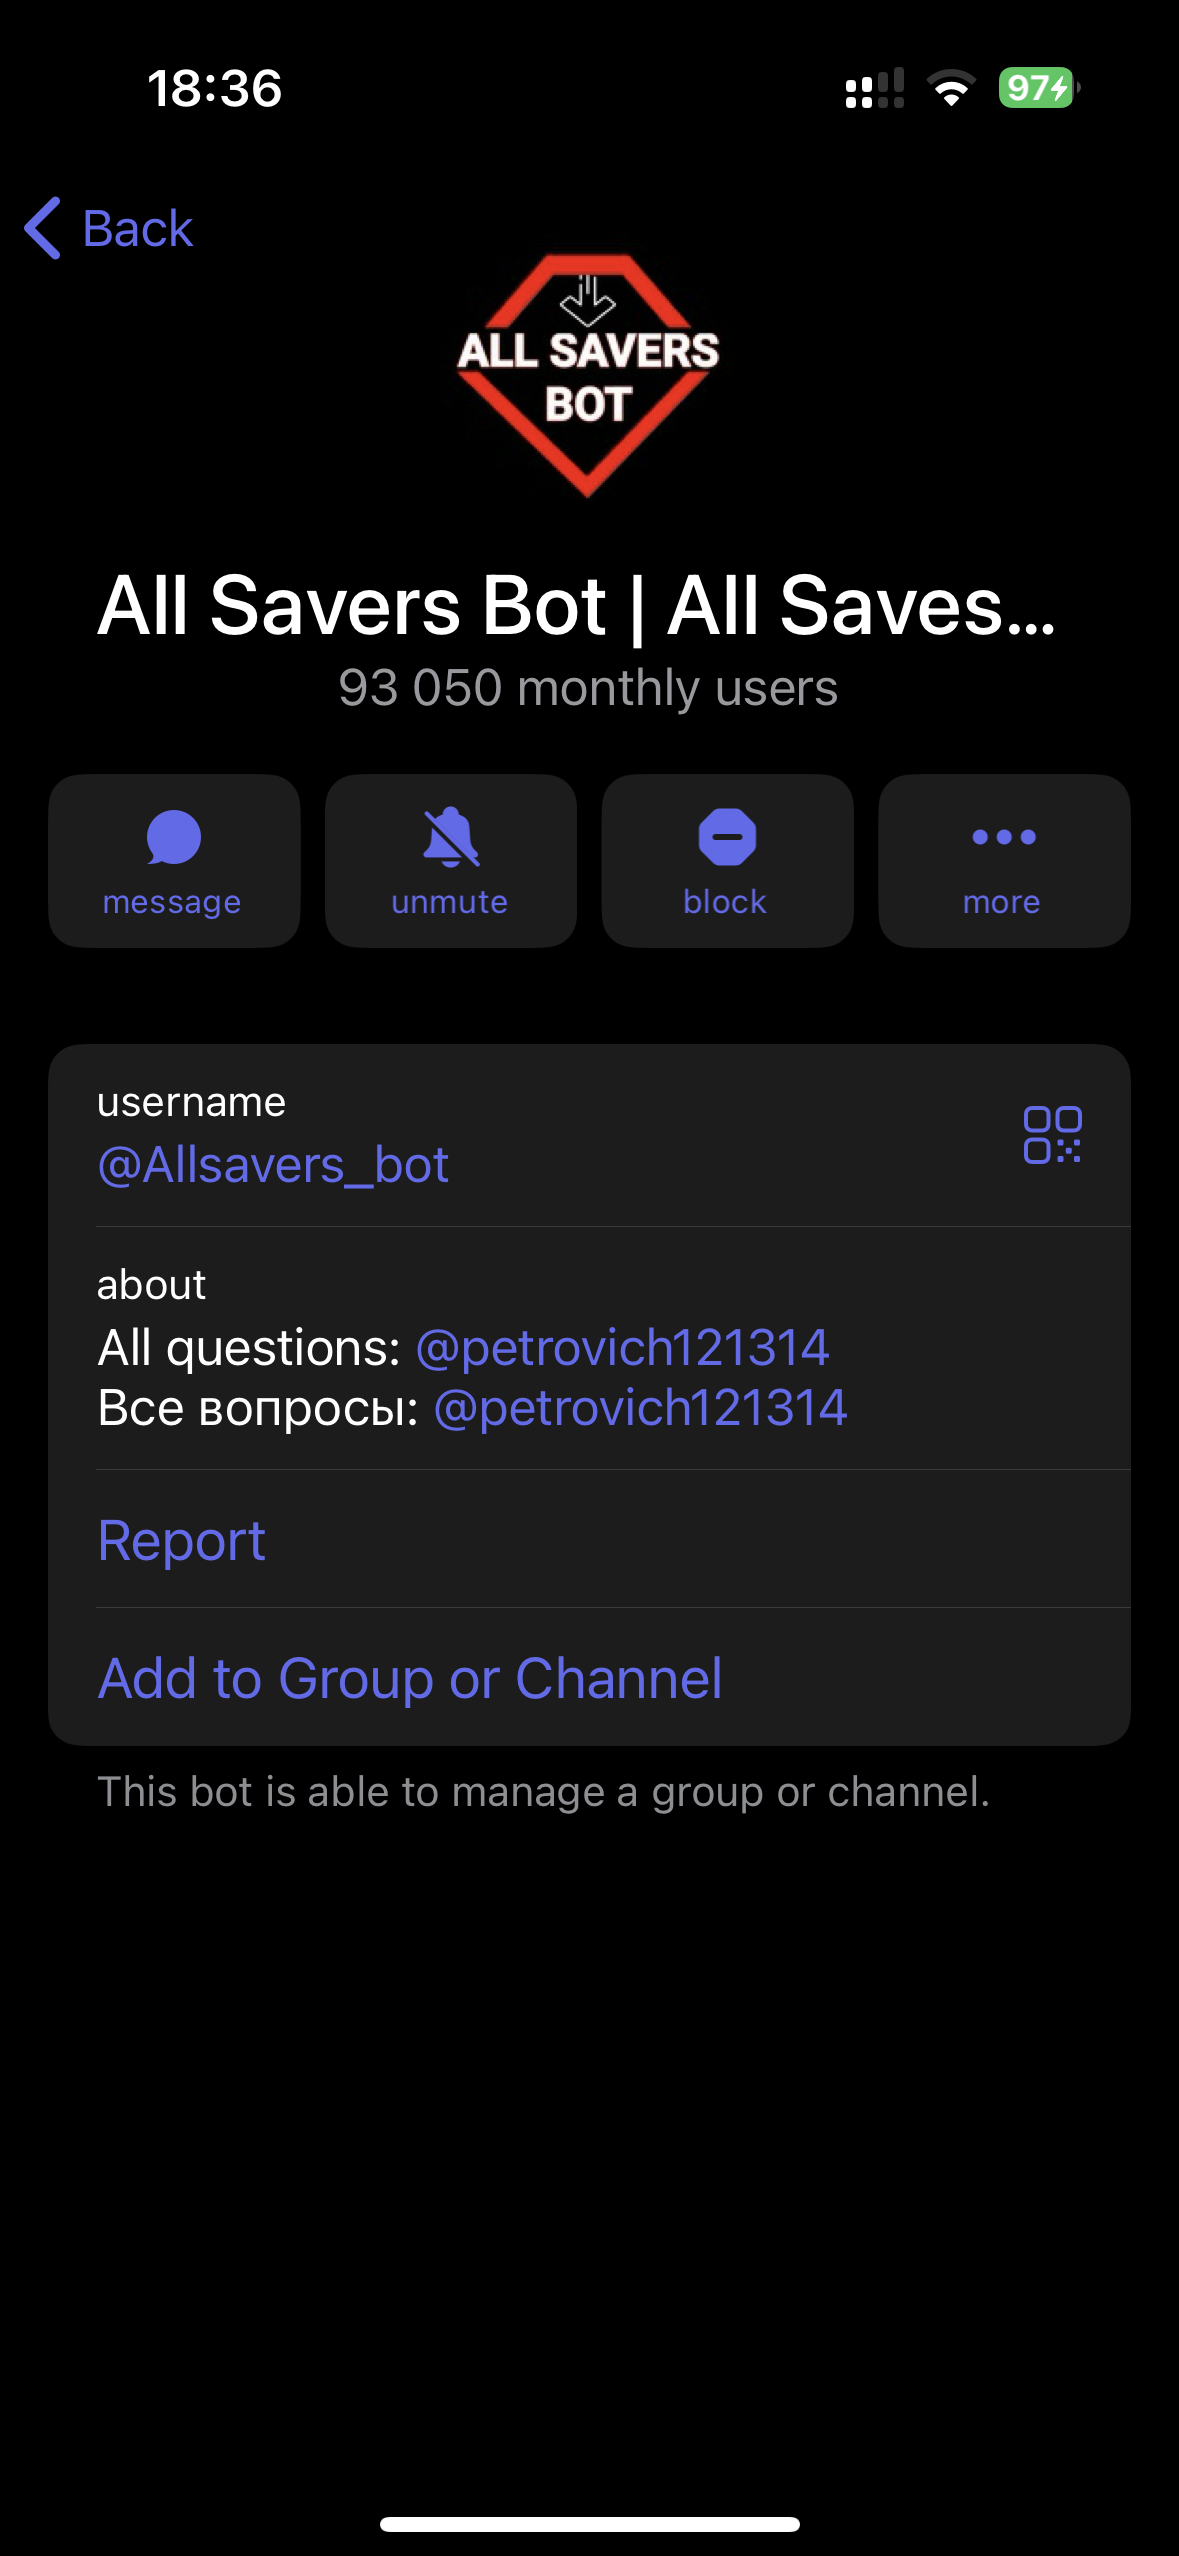 18:36
97
Back
ALL SAVERS
BOT
All Savers Bot | All Saves...
93 050 monthly users
message
unmute
block
more
username
@Allsavers_bot
about
All questions: @petrovich121314
Все вопросы: @petrovich121314
Report
Add to Group or Channel
This bot is able to manage a group or channel.